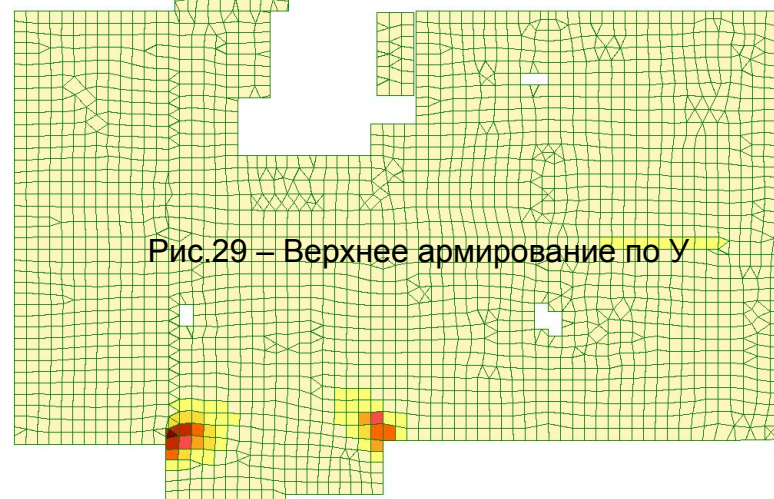 Рис.29 – Верхнее армирование по У